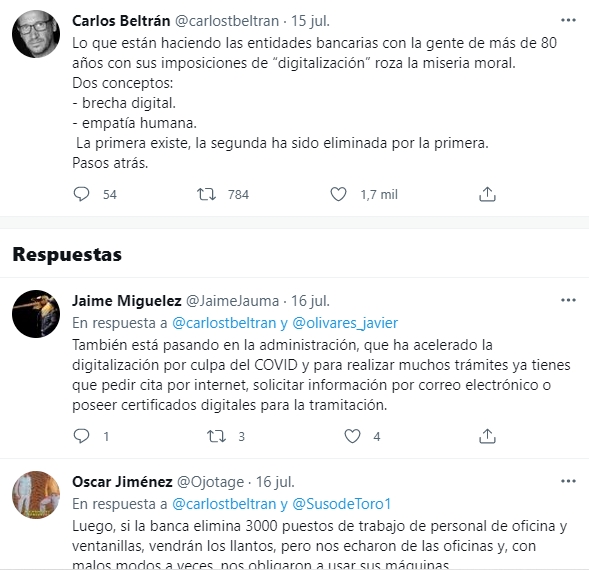 Carlos Beltrán @carlostbeltran · 15 jul.
Lo que están haciendo las entidades bancarias con la gente de más de 80
años con sus imposiciones de “digitalización” roza la miseria moral.
Dos conceptos:
- brecha digital.
- empatía humana.
La primera existe, la segunda ha sido eliminada por la primera.
Pasos atrás.
54 784 1,7 mil
Respuestas
Jaime Miguelez @JaimeJauma · 16 jul.
En respuesta a @carlostbeltran y @olivares_javier
También está pasando en la administración, que ha acelerado la
digitalización por culpa del COVID y para realizar muchos trámites ya tienes
que pedir cita por internet, solicitar información por correo electrónico o
poseer certificados digitales para la tramitación.
1 3 4
Oscar Jiménez @Ojotage · 16 jul.
En respuesta a @carlostbeltran y @SusodeToro1
Luego, si la banca elimina 3000 puestos de trabajo de personal de oficina y
ventanillas, vendrán los llantos, pero nos echaron de las oficinas y, con
malos modos a veces, nos obligaron a usar sus máquinas